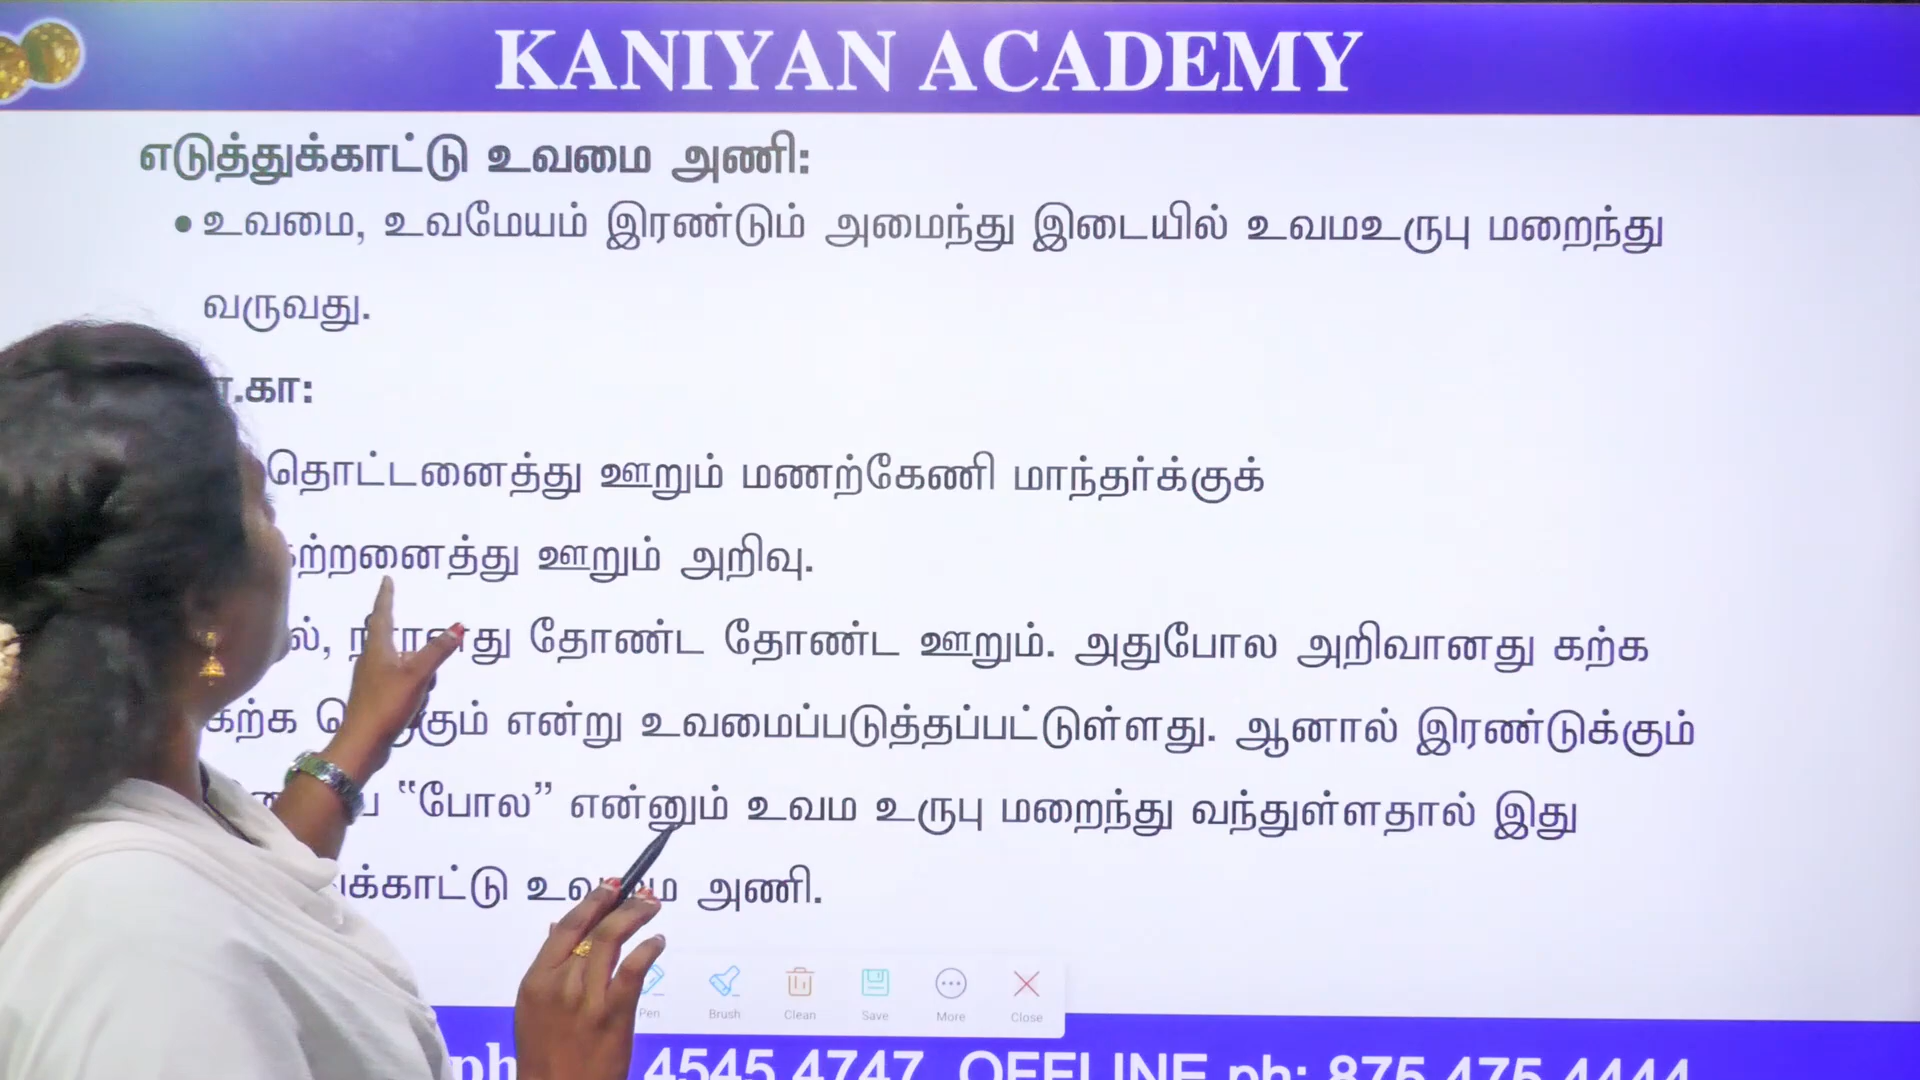 KANIYAN ACADEMY
எடுத்துக்காட்டு உவமை அணி:
• உவமை, உவமேயம் இரண்டும் அமைந்து இடையில் உவமஉருபு மறைந்து
வருவது.
.கா:
தொட்டனைத்து ஊறும் மணற்கேணி மாந்தர்க்குக்
கற்றனைத்து ஊறும் அறிவு.
தோண்ட தோண்ட ஊறும். அதுபோல அறிவானது கற்க
கற்க என்று உவமைப்படுத்தப்பட்டுள்ளது. ஆனால் இரண்டுக்கும்
“போல” என்னும் உவம உருபு மறைந்து வந்துள்ளதால் இது
உவமை அணி.
Pen Brush Clean Save More Close
ph 4545 4747 OFFLINE ph: 875 475 4444